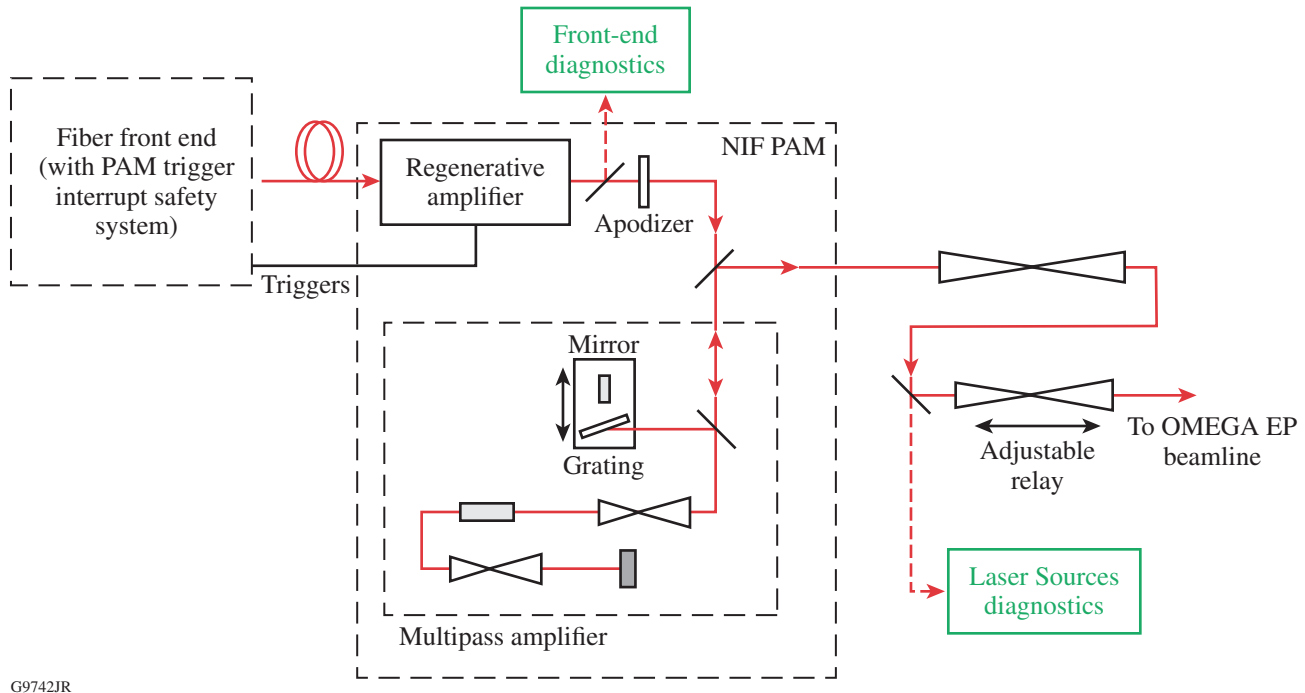 Front-end
diagnostics
Fiber front end
(with PAM trigger
interrupt safety
system)
NIF PAM
Regenerative
amplifier
Apodizer
Triggers
Mirror
Grating
To OMEGA EP
beamline
Adjustable
relay
Laser Sources
diagnostics
Multipass amplifier
G9742JR